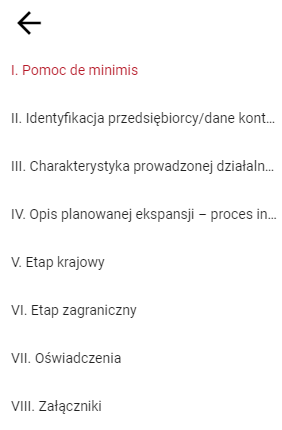 I. Pomoc de minimis
II. Identyfikacja przedsiębiorcy/dane kont...
III. Charakterystyka prowadzonej działaln...
IV. Opis planowanej ekspansji – proces in...
V. Etap krajowy
VI. Etap zagraniczny
VII. Oświadczenia
VIII. Załączniki